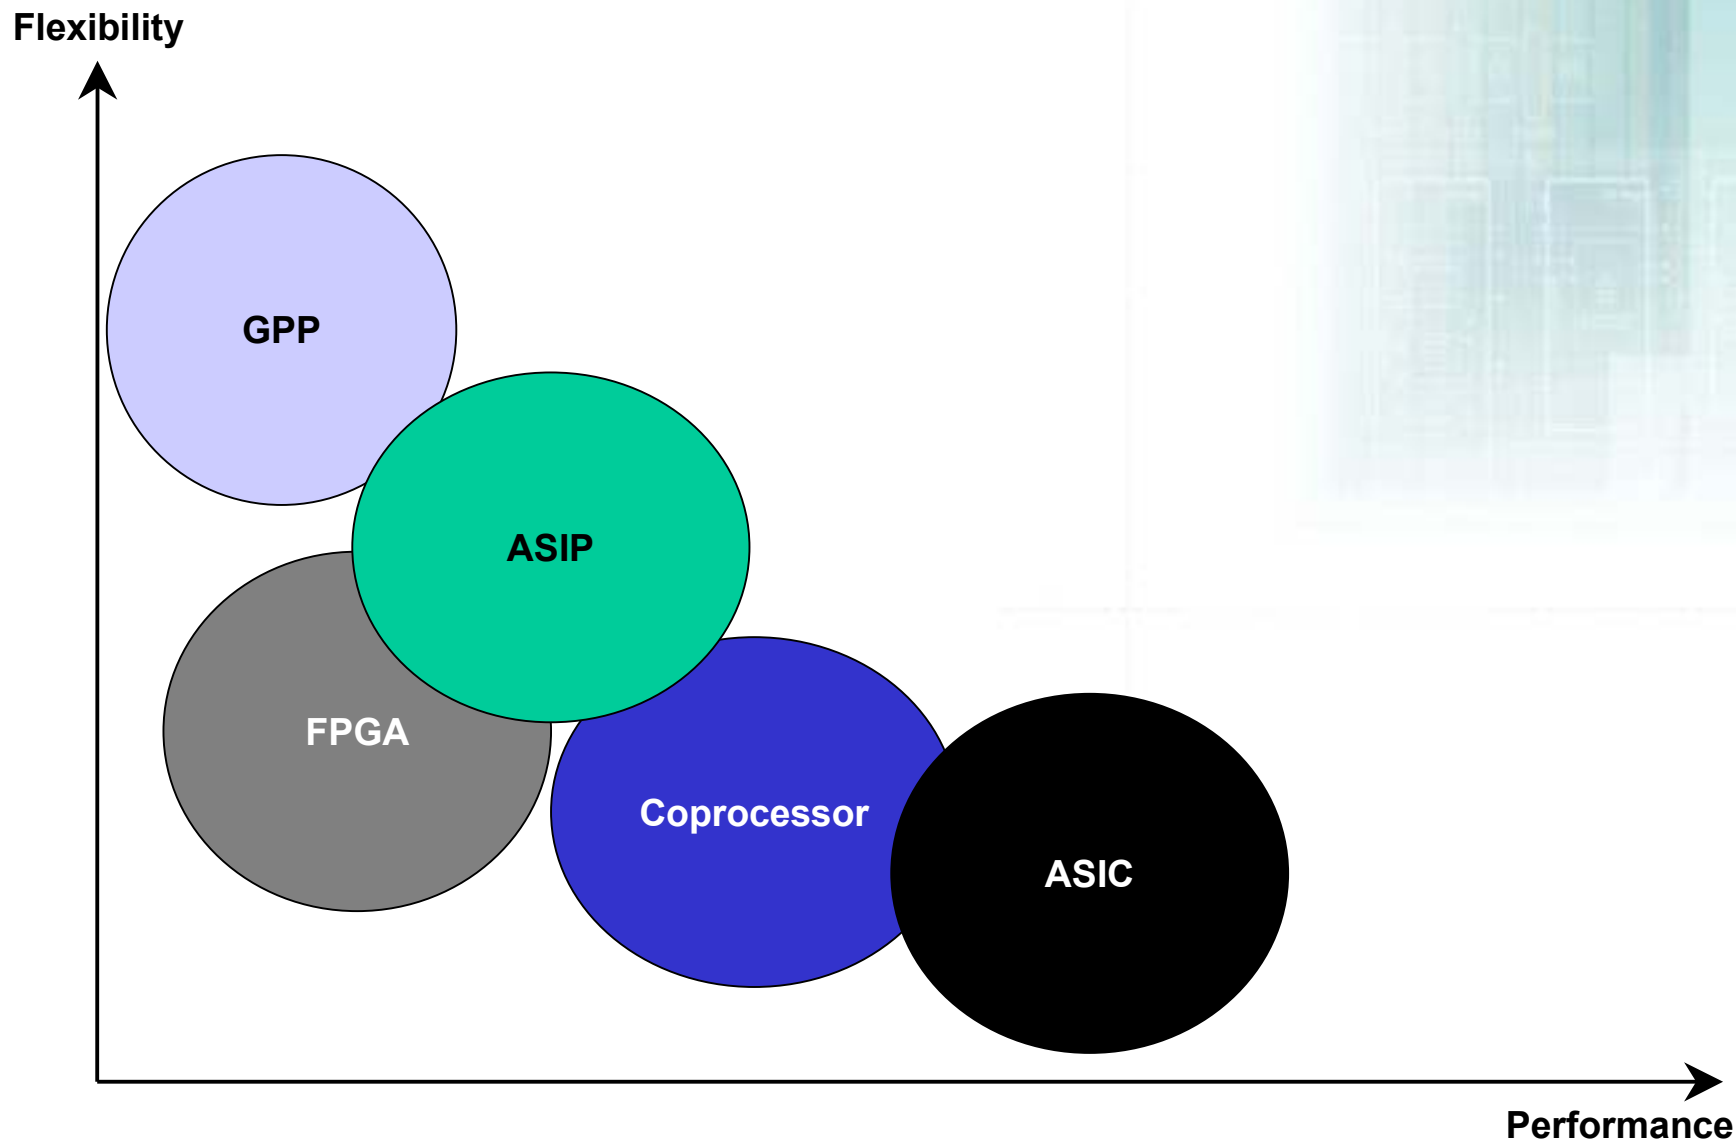 Flexibility
GPP
ASIP
FPGA
Coprocessor
ASIC
Performance